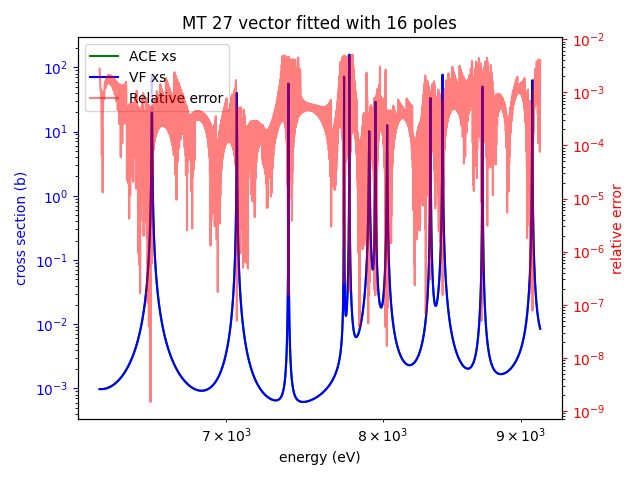 MT 27 vector fitted with 16 poles
ACE xs
VF xs
Relative error
10²
10¹
10⁰
10⁻¹
10⁻²
10⁻³
cross section (b)
10⁻²
10⁻³
10⁻⁴
10⁻⁵
10⁻⁶
10⁻⁷
10⁻⁸
10⁻⁹
relative error
7 × 10³ 8 × 10³ 9 × 10³
energy (eV)